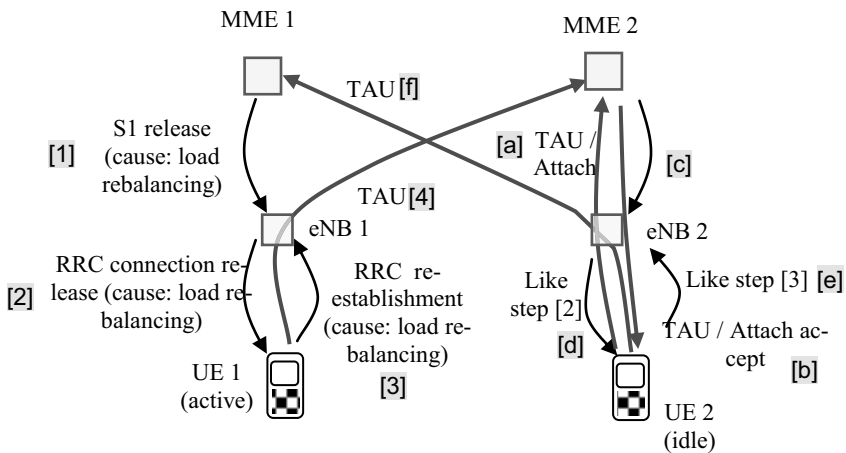 MME 1
MME 2
TAU [f]
[1]
S1 release
(cause: load
rebalancing)
[a]
TAU /
Attach
[c]
TAU [4]
eNB 1
eNB 2
[2]
RRC connection re-
lease (cause: load re-
balancing)
RRC re-
establishment
(cause: load re-
balancing)
[3]
Like
step [2]
[d]
Like step [3] [e]
TAU / Attach ac-
cept
[b]
UE 1
(active)
UE 2
(idle)